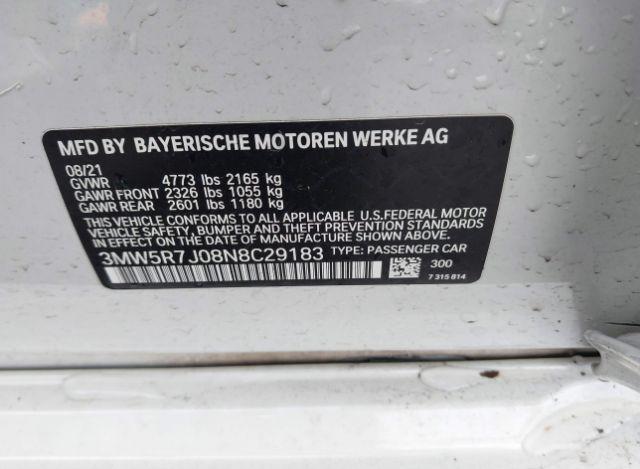 MFD BY BAYERISCHE MOTOREN WERKE AG
08/21
GVWR 4773 lbs 2165 kg
GAWR FRONT 2326 lbs 1055 kg
GAWR REAR 2601 lbs 1180 kg
THIS VEHICLE CONFORMS TO ALL APPLICABLE U.S.FEDERAL MOTOR
VEHICLE SAFETY, BUMPER AND THEFT PREVENTION STANDARDS
IN EFFECT ON THE DATE OF MANUFACTURE SHOWN ABOVE.
3MW5R7J08N8C29183 TYPE: PASSENGER CAR
300
7 315 814